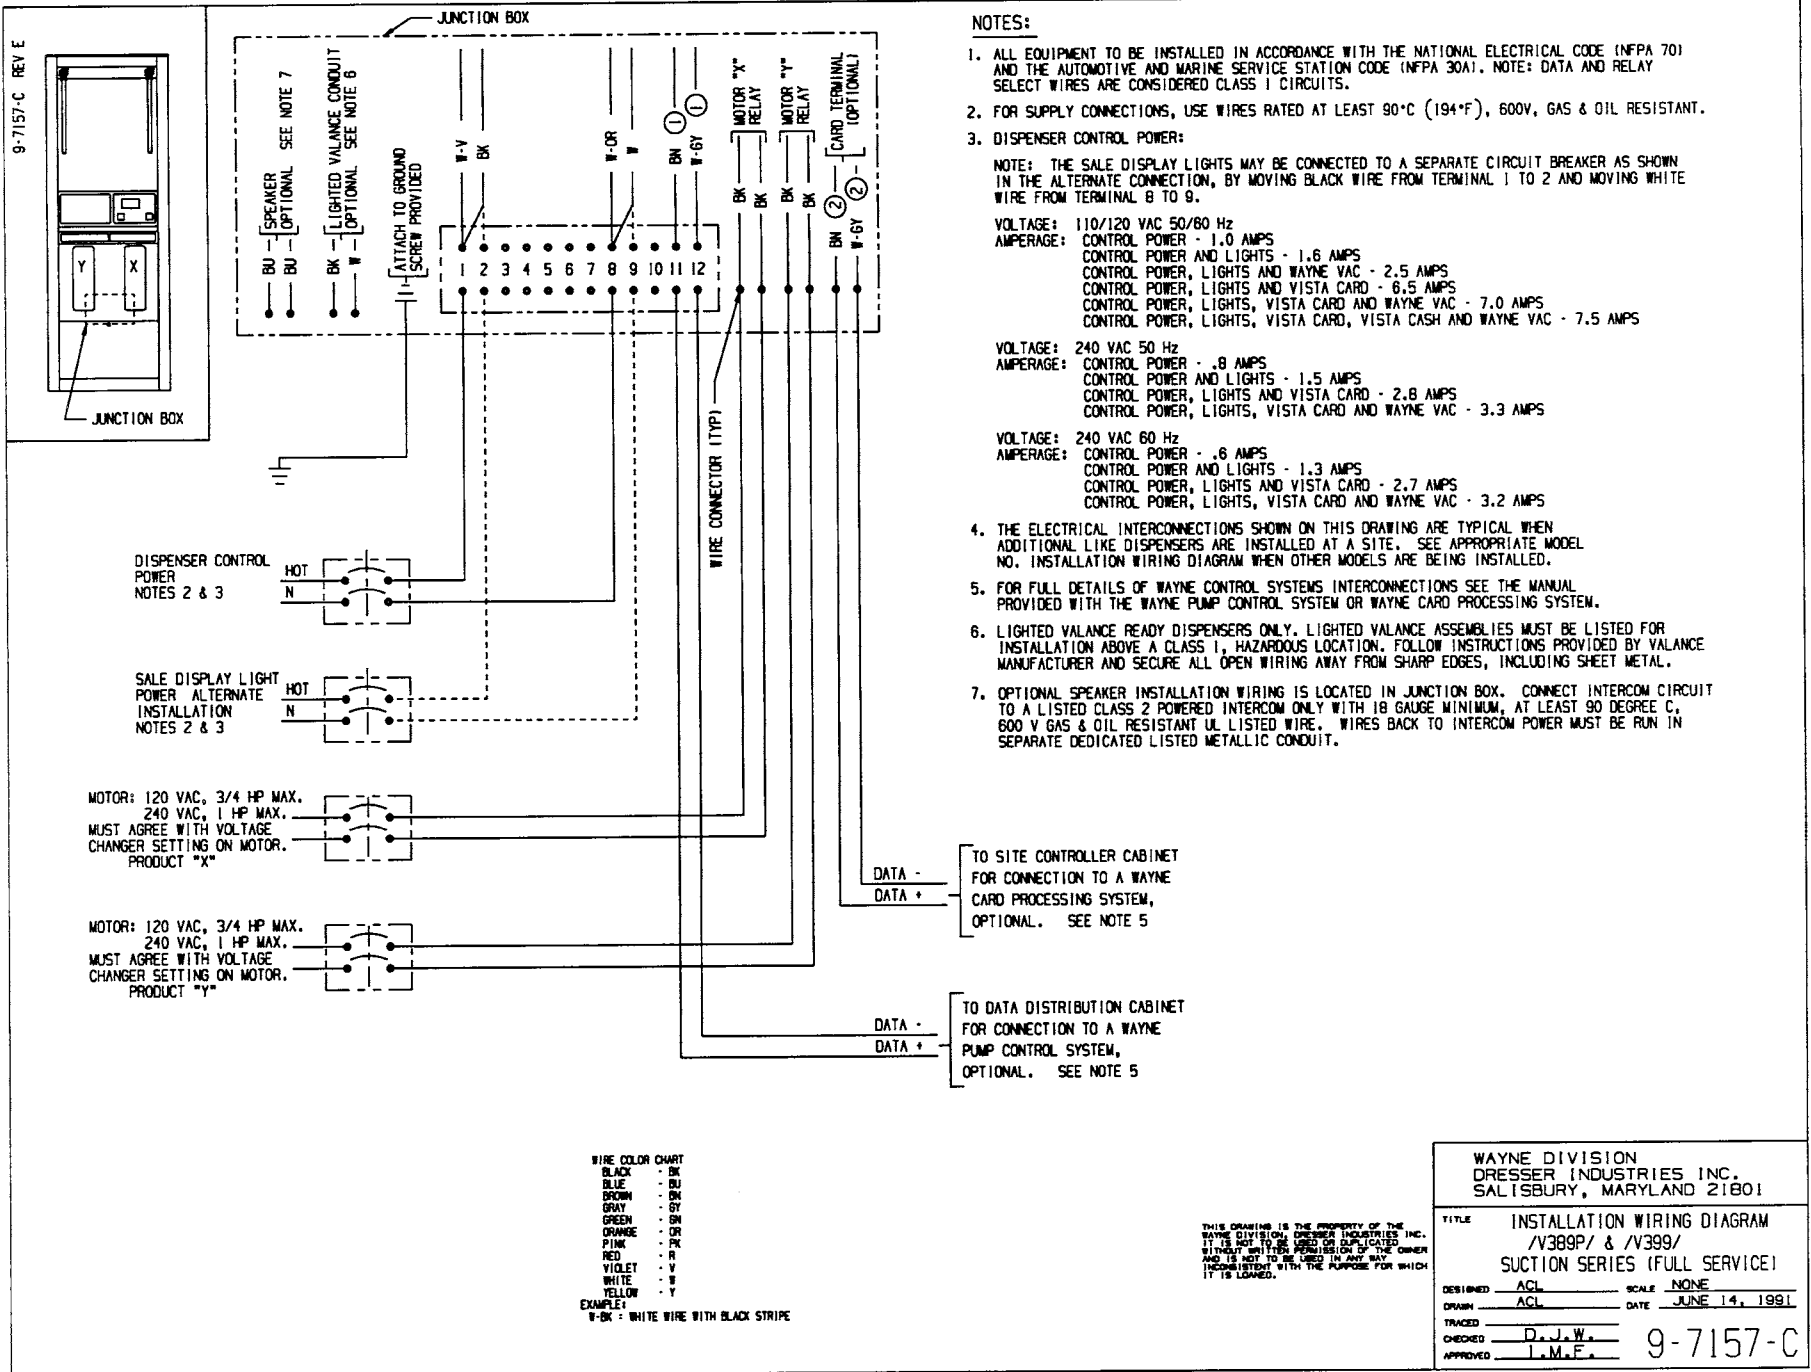 9-7157-C REV E
JUNCTION BOX
Y
X
JUNCTION BOX
BU
BU
SPEAKER
OPTIONAL SEE NOTE 7
BK
W
LIGHTED VALANCE CONDUIT
OPTIONAL SEE NOTE 6
ATTACH TO GROUND
SCREW PROVIDED
W-V
BK
W-OR
W
BN 1
W-GY 1
MOTOR "X"
RELAY
BK
BK
MOTOR "Y"
RELAY
BK
BK
CARD TERMINAL
(OPTIONAL)
BN 2
W-GY 2
1 2 3 4 5 6 7 8 9 10 11 12
WIRE CONNECTOR (TYP)
DISPENSER CONTROL
POWER
NOTES 2 & 3
HOT
N
SALE DISPLAY LIGHT
POWER ALTERNATE
INSTALLATION
NOTES 2 & 3
HOT
N
MOTOR: 120 VAC, 3/4 HP MAX.
240 VAC, 1 HP MAX.
MUST AGREE WITH VOLTAGE
CHANGER SETTING ON MOTOR.
PRODUCT "X"
MOTOR: 120 VAC, 3/4 HP MAX.
240 VAC, 1 HP MAX.
MUST AGREE WITH VOLTAGE
CHANGER SETTING ON MOTOR.
PRODUCT "Y"
DATA -
DATA +
TO SITE CONTROLLER CABINET
FOR CONNECTION TO A WAYNE
CARD PROCESSING SYSTEM,
OPTIONAL. SEE NOTE 5
DATA -
DATA +
TO DATA DISTRIBUTION CABINET
FOR CONNECTION TO A WAYNE
PUMP CONTROL SYSTEM,
OPTIONAL. SEE NOTE 5
NOTES:
1. ALL EQUIPMENT TO BE INSTALLED IN ACCORDANCE WITH THE NATIONAL ELECTRICAL CODE (NFPA 70)
AND THE AUTOMOTIVE AND MARINE SERVICE STATION CODE (NFPA 30A). NOTE: DATA AND RELAY
SELECT WIRES ARE CONSIDERED CLASS 1 CIRCUITS.
2. FOR SUPPLY CONNECTIONS, USE WIRES RATED AT LEAST 90°C (194°F), 600V, GAS & OIL RESISTANT.
3. DISPENSER CONTROL POWER:
NOTE: THE SALE DISPLAY LIGHTS MAY BE CONNECTED TO A SEPARATE CIRCUIT BREAKER AS SHOWN
IN THE ALTERNATE CONNECTION, BY MOVING BLACK WIRE FROM TERMINAL 1 TO 2 AND MOVING WHITE
WIRE FROM TERMINAL 8 TO 9.
VOLTAGE: 110/120 VAC 50/60 Hz
AMPERAGE: CONTROL POWER - 1.0 AMPS
CONTROL POWER AND LIGHTS - 1.6 AMPS
CONTROL POWER, LIGHTS AND WAYNE VAC - 2.5 AMPS
CONTROL POWER, LIGHTS AND VISTA CARD - 6.5 AMPS
CONTROL POWER, LIGHTS, VISTA CARD AND WAYNE VAC - 7.0 AMPS
CONTROL POWER, LIGHTS, VISTA CARD, VISTA CASH AND WAYNE VAC - 7.5 AMPS
VOLTAGE: 240 VAC 50 Hz
AMPERAGE: CONTROL POWER - .8 AMPS
CONTROL POWER AND LIGHTS - 1.5 AMPS
CONTROL POWER, LIGHTS AND VISTA CARD - 2.8 AMPS
CONTROL POWER, LIGHTS, VISTA CARD AND WAYNE VAC - 3.3 AMPS
VOLTAGE: 240 VAC 60 Hz
AMPERAGE: CONTROL POWER - .6 AMPS
CONTROL POWER AND LIGHTS - 1.3 AMPS
CONTROL POWER, LIGHTS AND VISTA CARD - 2.7 AMPS
CONTROL POWER, LIGHTS, VISTA CARD AND WAYNE VAC - 3.2 AMPS
4. THE ELECTRICAL INTERCONNECTIONS SHOWN ON THIS DRAWING ARE TYPICAL WHEN
ADDITIONAL LIKE DISPENSERS ARE INSTALLED AT A SITE. SEE APPROPRIATE MODEL
NO. INSTALLATION WIRING DIAGRAM WHEN OTHER MODELS ARE BEING INSTALLED.
5. FOR FULL DETAILS OF WAYNE CONTROL SYSTEMS INTERCONNECTIONS SEE THE MANUAL
PROVIDED WITH THE WAYNE PUMP CONTROL SYSTEM OR WAYNE CARD PROCESSING SYSTEM.
6. LIGHTED VALANCE READY DISPENSERS ONLY. LIGHTED VALANCE ASSEMBLIES MUST BE LISTED FOR
INSTALLATION ABOVE A CLASS 1, HAZARDOUS LOCATION. FOLLOW INSTRUCTIONS PROVIDED BY VALANCE
MANUFACTURER AND SECURE ALL OPEN WIRING AWAY FROM SHARP EDGES, INCLUDING SHEET METAL.
7. OPTIONAL SPEAKER INSTALLATION WIRING IS LOCATED IN JUNCTION BOX. CONNECT INTERCOM CIRCUIT
TO A LISTED CLASS 2 POWERED INTERCOM ONLY WITH 18 GAUGE MINIMUM, AT LEAST 90 DEGREE C,
600 V GAS & OIL RESISTANT UL LISTED WIRE. WIRES BACK TO INTERCOM POWER MUST BE RUN IN
SEPARATE DEDICATED LISTED METALLIC CONDUIT.
WIRE COLOR CHART
BLACK - BK
BLUE - BU
BROWN - BN
GRAY - GY
GREEN - GN
ORANGE - OR
PINK - PK
RED - R
VIOLET - V
WHITE - W
YELLOW - Y
EXAMPLE:
W-BK = WHITE WIRE WITH BLACK STRIPE
THIS DRAWING IS THE PROPERTY OF THE
WAYNE DIVISION, DRESSER INDUSTRIES INC.
IT IS NOT TO BE USED OR DUPLICATED
WITHOUT WRITTEN PERMISSION OF THE OWNER
AND IS NOT TO BE USED IN ANY WAY
INCONSISTENT WITH THE PURPOSE FOR WHICH
IT IS LOANED.
WAYNE DIVISION
DRESSER INDUSTRIES INC.
SALISBURY, MARYLAND 21801
TITLE INSTALLATION WIRING DIAGRAM
/V389P/ & /V399/
SUCTION SERIES (FULL SERVICE)
DESIGNED ACL SCALE NONE
DRAWN ACL DATE JUNE 14, 1991
TRACED
CHECKED D.J.W.
APPROVED I.M.F.
9-7157-C